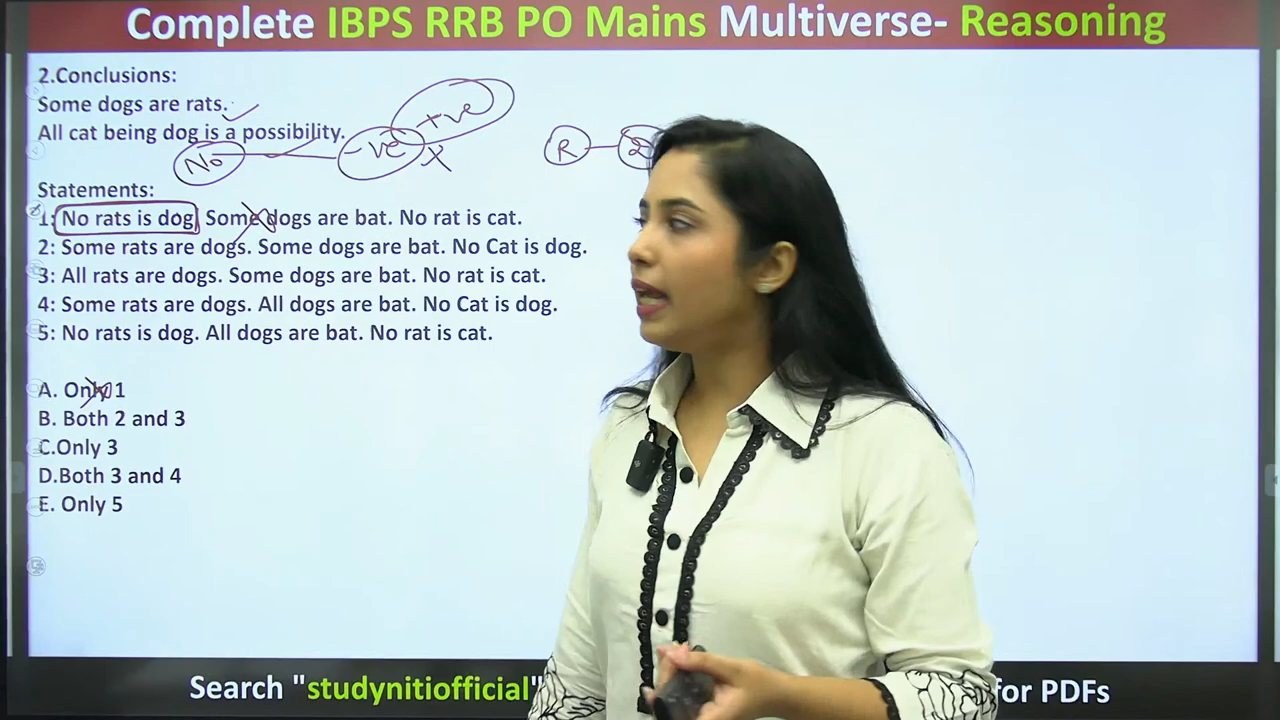 Complete IBPS RRB PO Mains Multiverse- Reasoning
2.Conclusions:
Some dogs are rats.
All cat being dog is a possibility.
No -ve +ve x
R
Statements:
1: No rats is dog. Some dogs are bat. No rat is cat.
2: Some rats are dogs. Some dogs are bat. No Cat is dog.
3: All rats are dogs. Some dogs are bat. No rat is cat.
4: Some rats are dogs. All dogs are bat. No Cat is dog.
5: No rats is dog. All dogs are bat. No rat is cat.
A. Only 1
B. Both 2 and 3
C.Only 3
D.Both 3 and 4
E. Only 5
Search "studynitiofficial" for PDFs